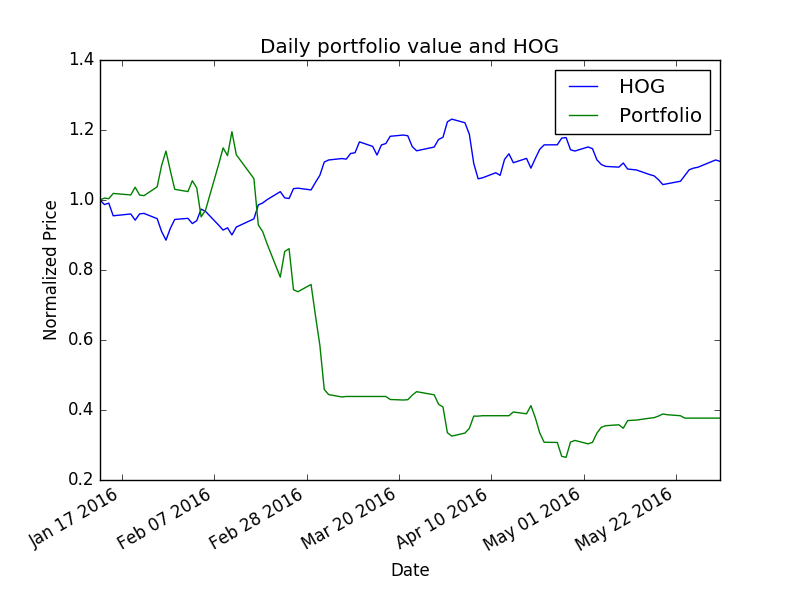 Daily portfolio value and HOG
1.4
1.2
1.0
0.8
0.6
0.4
0.2
Normalized Price
HOG
Portfolio
Jan 17 2016
Feb 07 2016
Feb 28 2016
Mar 20 2016
Apr 10 2016
May 01 2016
May 22 2016
Date